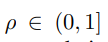 ρ ∈ (0, 1]